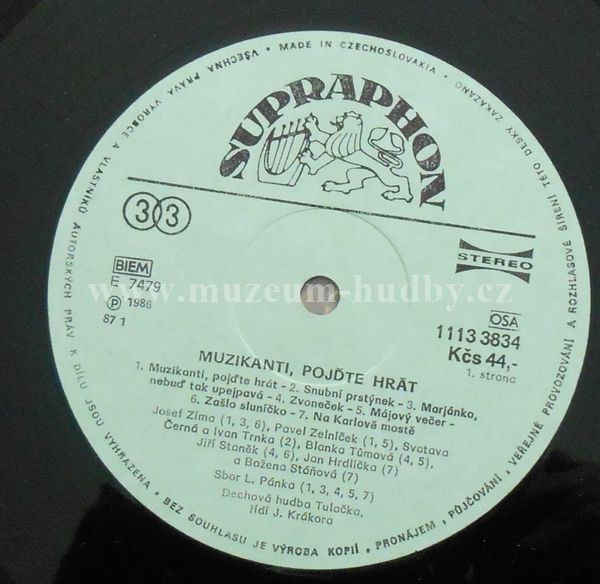 VŠECHNA PRÁVA VÝROBCE A VLASTNÍKŮ AUTORSKÝCH PRÁV K DÍLU JSOU VYHRAZENA • BEZ SOUHLASU JE VÝROBA KOPIÍ • PRONÁJEM, PŮJČOVÁNÍ, VEŘEJNÉ PROVOZOVÁNÍ A ROZHLASOVÉ ŠÍŘENÍ TÉTO DESKY ZAKÁZÁNO • MADE IN CZECHOSLOVAKIA •
SUPRAPHON
33
STEREO
BIEM
E 7479
℗ 1986
87 1
www.muzeum-hudby.cz
OSA
1113 3834
Kčs 44,-
1. strana
MUZIKANTI, POJĎTE HRÁT
1. Muzikanti, pojďte hrát - 2. Snubní prstýnek - 3. Marjánko,
nebuď tak upejpavá - 4. Zvoneček - 5. Májový večer -
6. Zašlo sluníčko - 7. Na Karlově mostě
Josef Zíma (1, 3, 6), Pavel Zelníček (1, 5), Svatava
Černá a Ivan Trnka (2), Blanka Tůmová (4, 5),
Jiří Staněk (4, 6), Jan Hrdlička (7)
a Božena Stáňová (7)
Sbor L. Pánka (1, 3, 4, 5, 7)
Dechová hudba Tulačka,
řídí J. Krákora